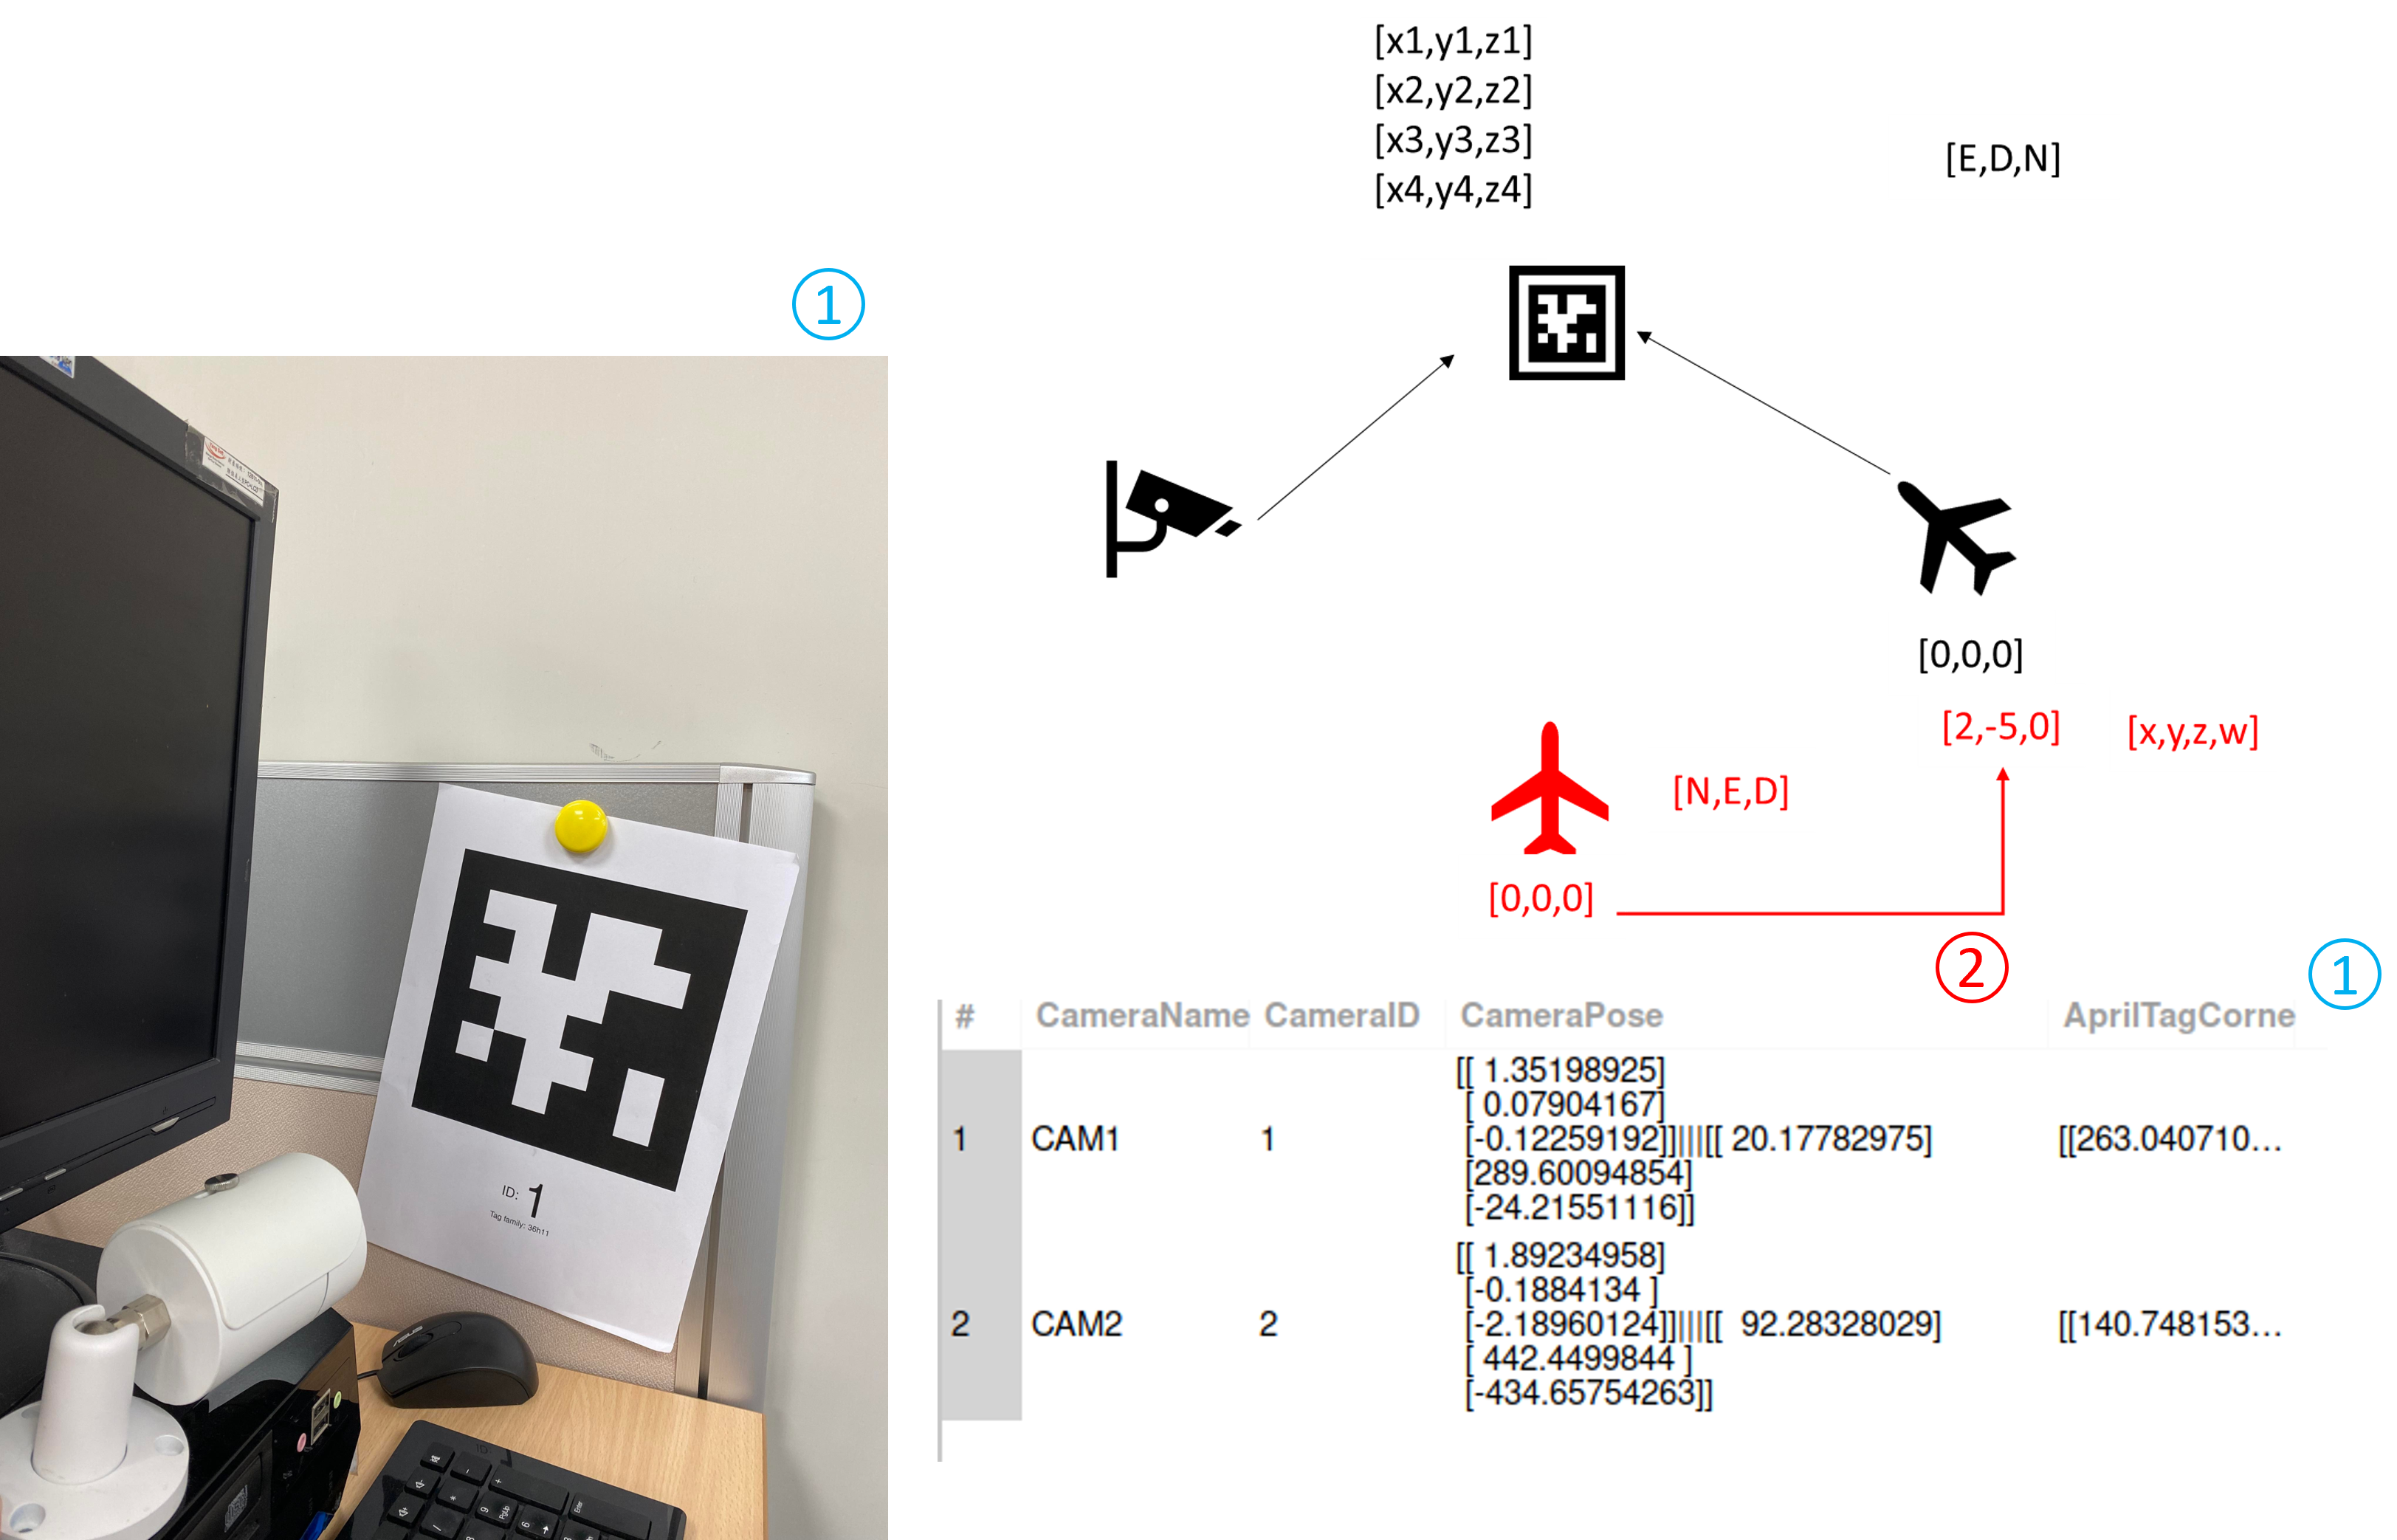 [x1,y1,z1]
[x2,y2,z2]
[x3,y3,z3]
[x4,y4,z4]
[E,D,N]
①
[0,0,0]
[2,-5,0]
[x,y,z,w]
[N,E,D]
[0,0,0]
②
①
# CameraName CameraID CameraPose AprilTagCorne
[[ 1.35198925]
[ 0.07904167]
1 CAM1 1 [-0.12259192]]|||[[ 20.17782975] [[263.040710...
[289.60094854]
[-24.21551116]]
[[ 1.89234958]
[-0.1884134 ]
2 CAM2 2 [-2.18960124]]|||[[ 92.28328029] [[140.748153...
[ 442.4499844 ]
[-434.65754263]]
ID: 1
Tag family: 36h11
ASUS